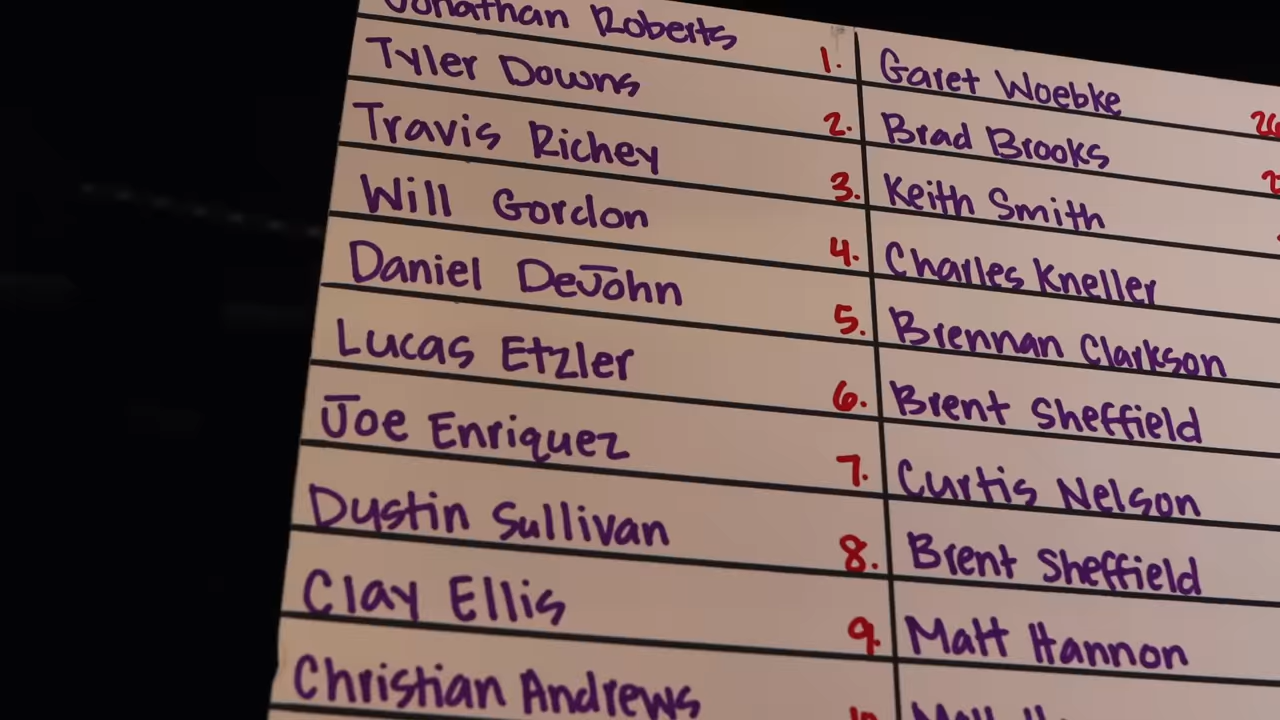 Jonathan Roberts 1. Garet Woebke 26
Tyler Downs 2. Brad Brooks
Travis Richey 3. Keith Smith
Will Gordon 4. Charles Kneller
Daniel DeJohn 5. Brennan Clarkson
Lucas Etzler 6. Brent Sheffield
Joe Enriquez 7. Curtis Nelson
Dustin Sullivan 8. Brent Sheffield
Clay Ellis 9. Matt Hannon
Christian Andrews